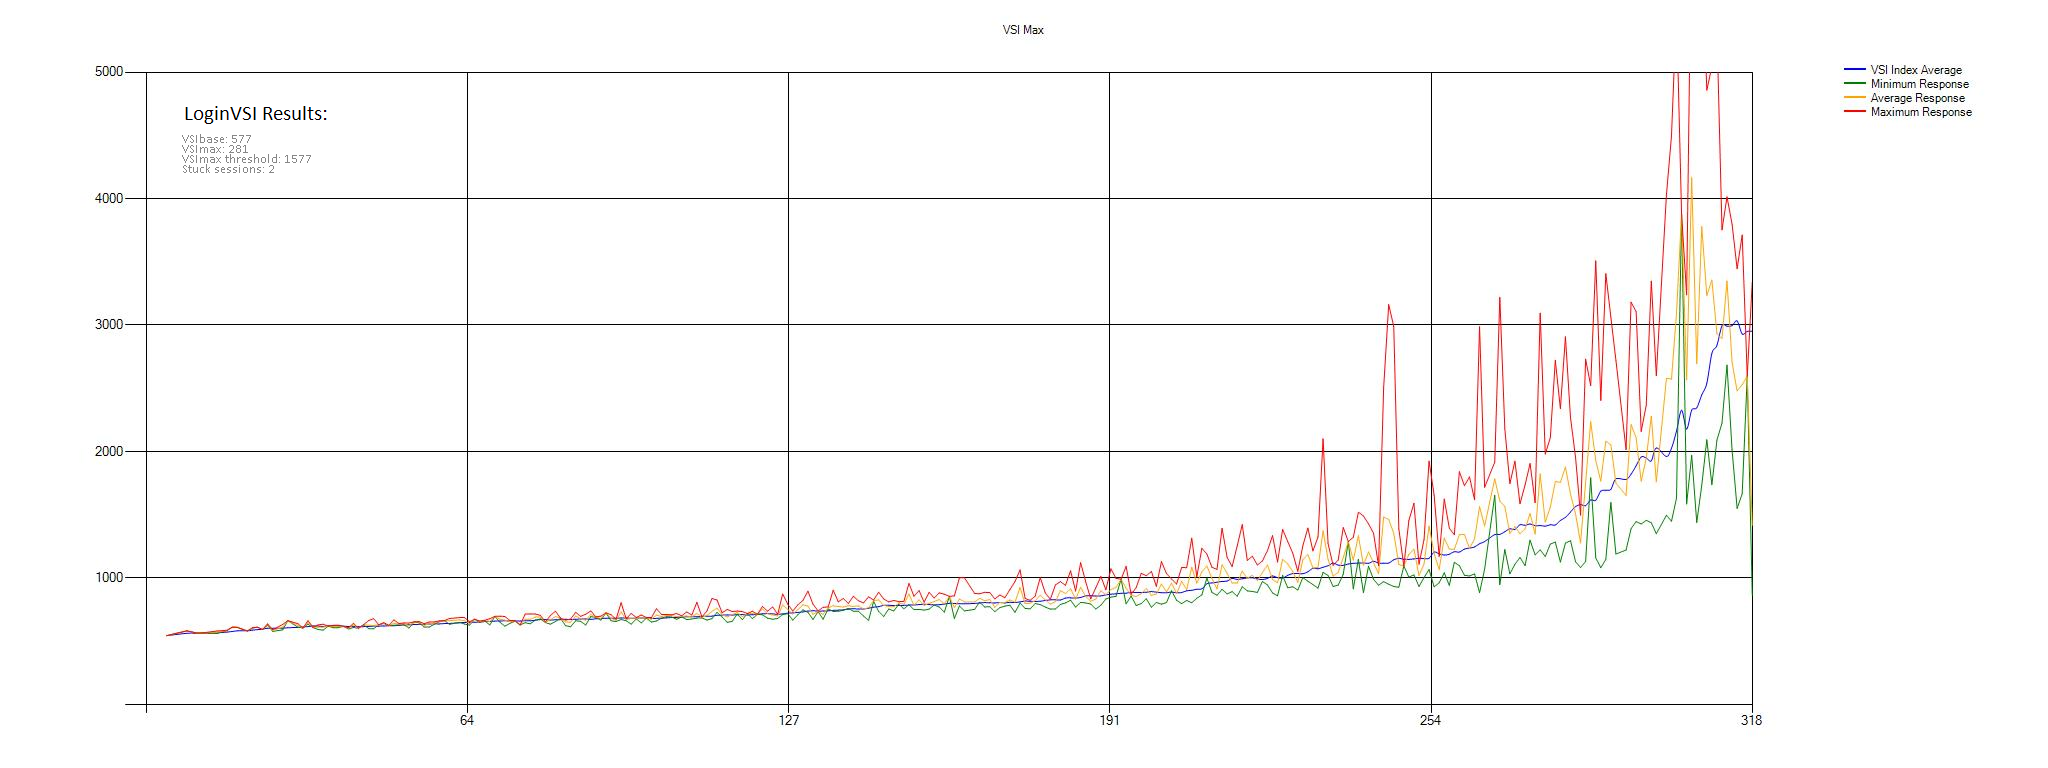 VSI Max
5000
4000
3000
2000
1000
64
127
191
254
318
LoginVSI Results:
VSIbase: 577
VSImax: 281
VSImax threshold: 1577
Stuck sessions: 2
VSI Index Average
Minimum Response
Average Response
Maximum Response